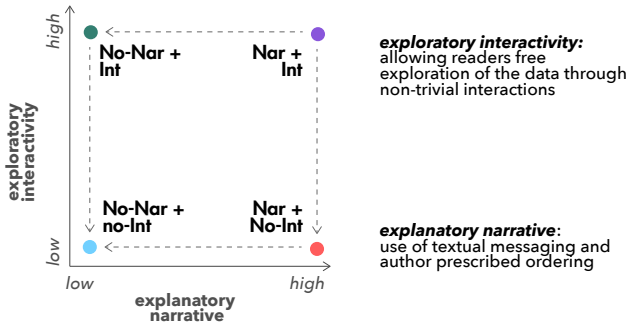 high
exploratory
interactivity
low
No-Nar +
Int
Nar +
Int
No-Nar +
no-Int
Nar +
No-Int
low
high
explanatory
narrative
exploratory interactivity:
allowing readers free
exploration of the data through
non-trivial interactions
explanatory narrative:
use of textual messaging and
author prescribed ordering